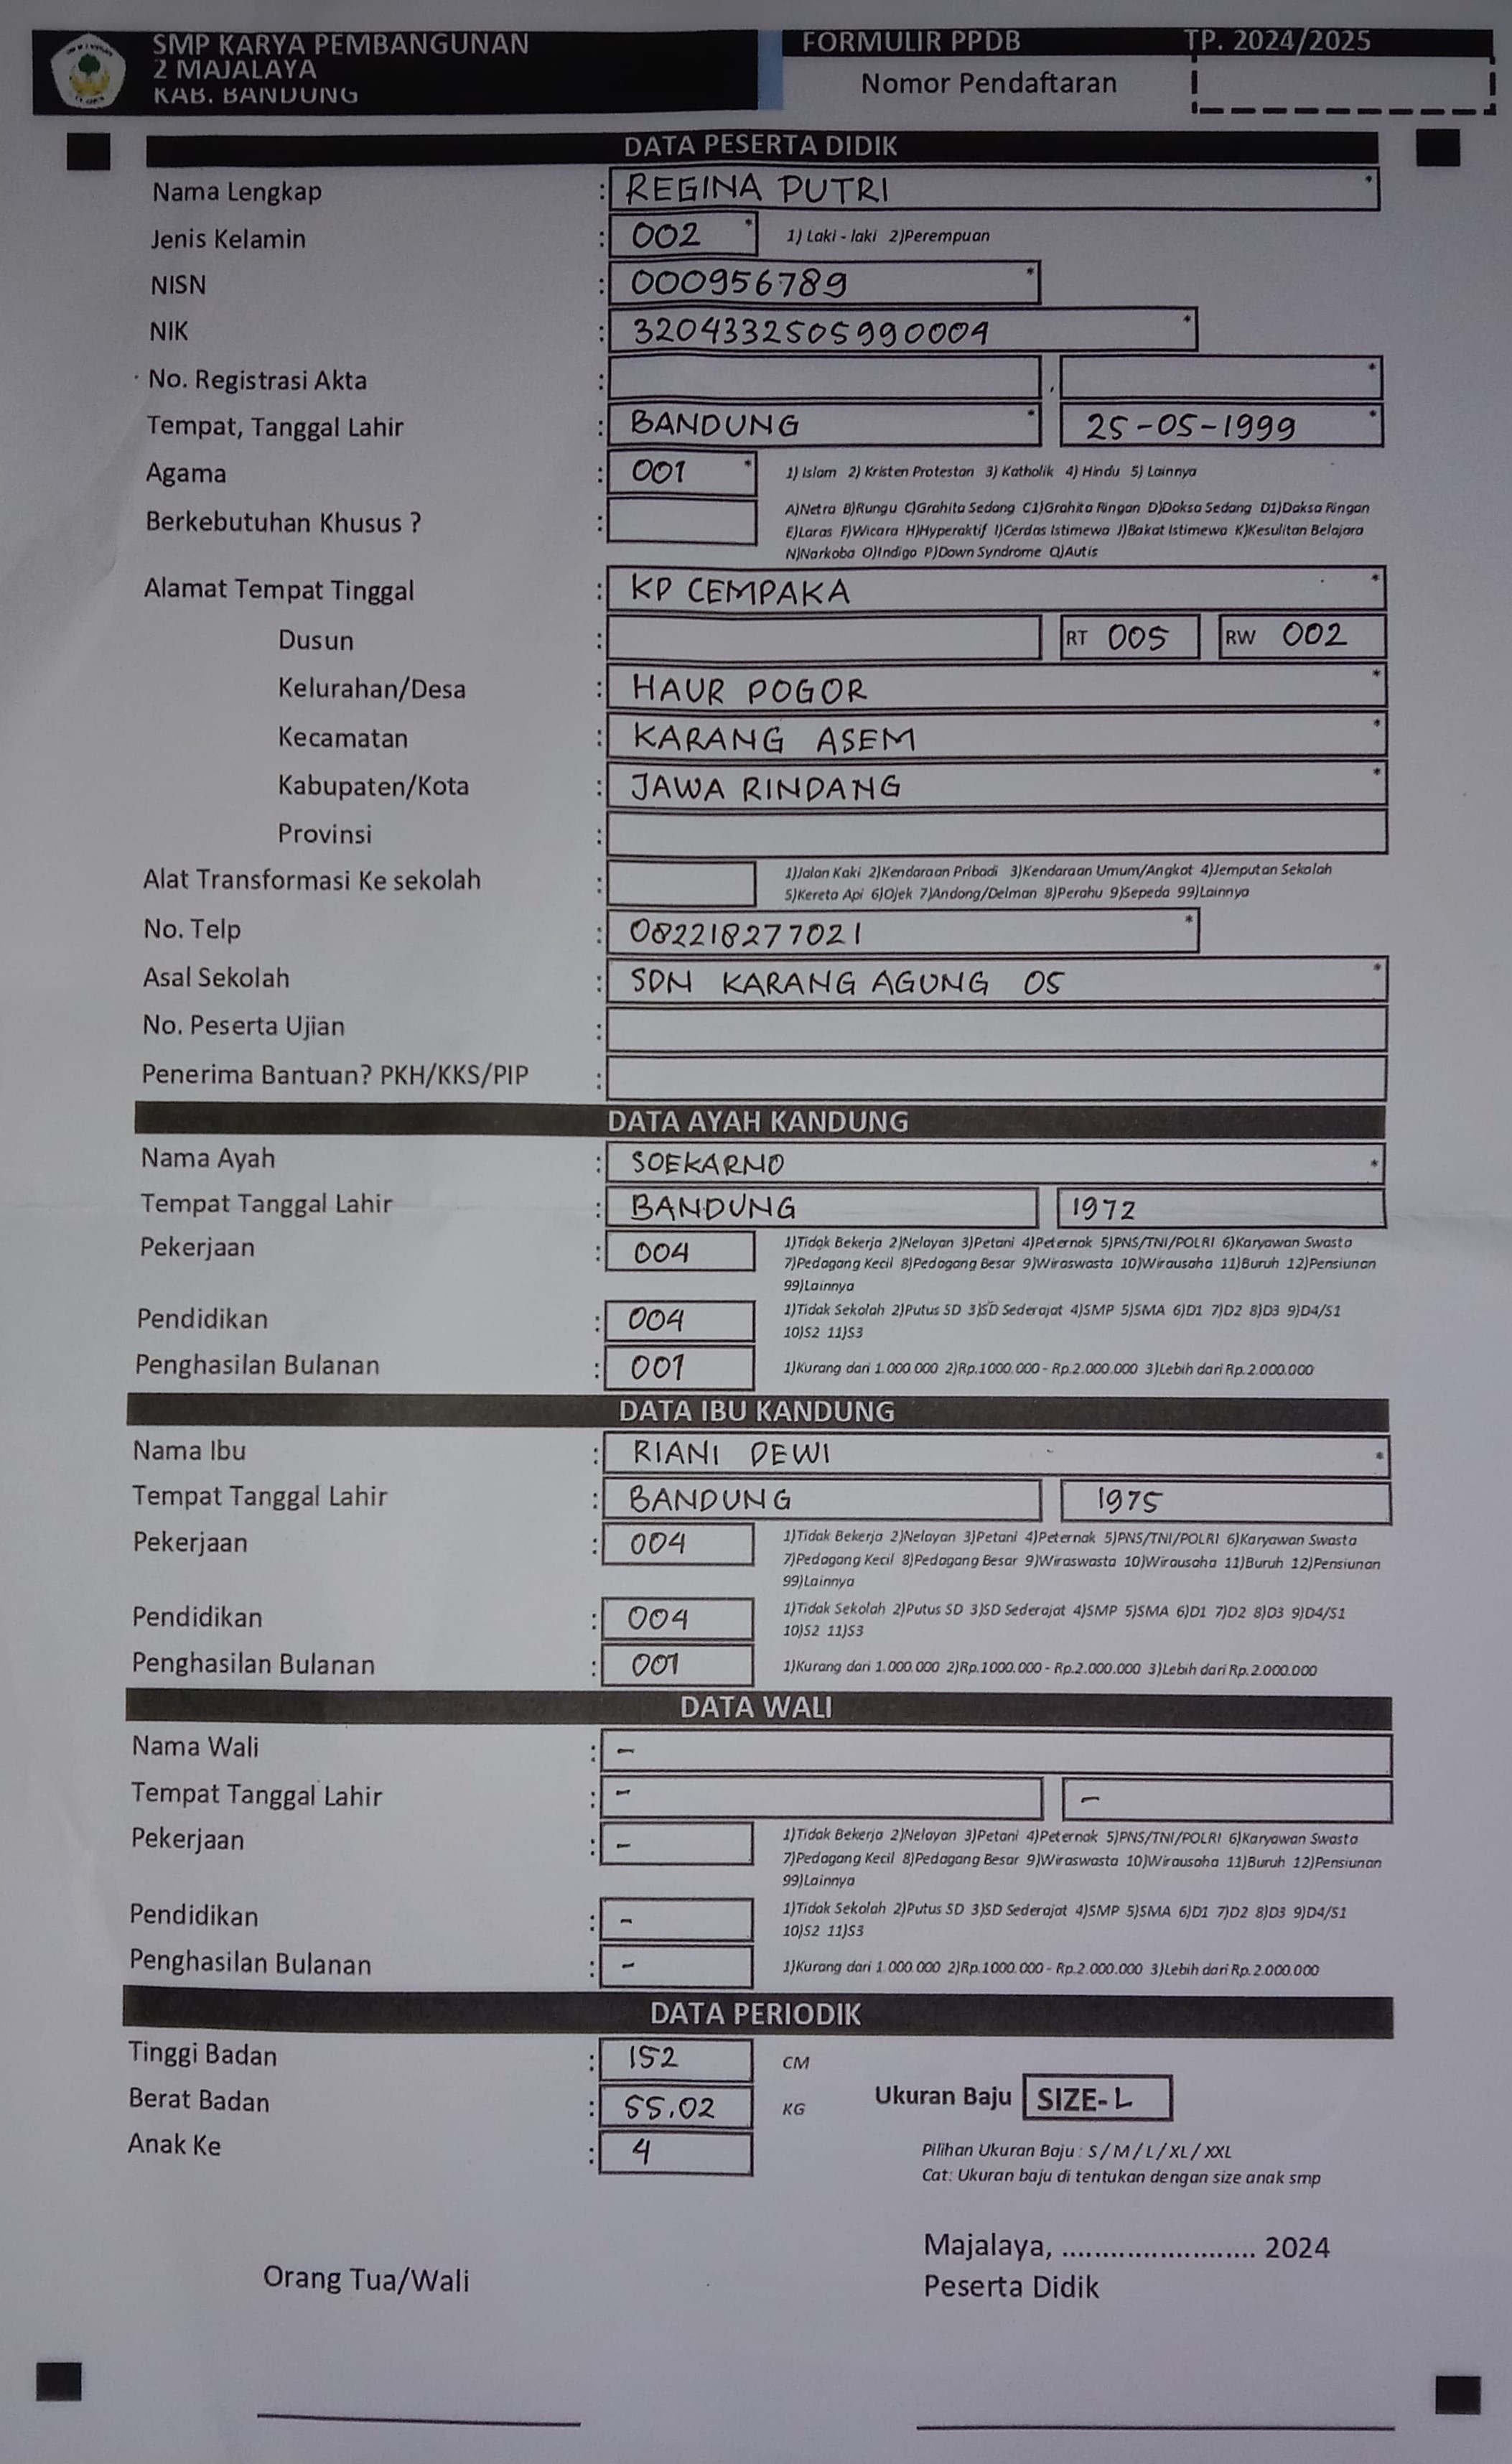 SMP KARYA PEMBANGUNAN
2 MAJALAYA
KAB. BANDUNG
FORMULIR PPDB TP. 2024/2025
Nomor Pendaftaran
DATA PESERTA DIDIK
Nama Lengkap : REGINA PUTRI *
Jenis Kelamin : 002 * 1) Laki - laki 2)Perempuan
NISN : 000956789 *
NIK : 3204332505990004 *
No. Registrasi Akta : , *
Tempat, Tanggal Lahir : BANDUNG * 25-05-1999 *
Agama : 001 * 1) Islam 2) Kristen Protestan 3) Katholik 4) Hindu 5) Lainnya
Berkebutuhan Khusus ? : A)Netra B)Rungu C)Grahita Sedang C1)Grahita Ringan D)Daksa Sedang D1)Daksa Ringan
E)Laras F)Wicara H)Hyperaktif I)Cerdas Istimewa J)Bakat Istimewa K)Kesulitan Belajara
N)Narkoba O)Indigo P)Down Syndrome Q)Autis
Alamat Tempat Tinggal : KP CEMPAKA *
Dusun : RT 005 RW 002
Kelurahan/Desa : HAUR POGOR *
Kecamatan : KARANG ASEM *
Kabupaten/Kota : JAWA RINDANG *
Provinsi :
Alat Transformasi Ke sekolah : 1)Jalan Kaki 2)Kendaraan Pribadi 3)Kendaraan Umum/Angkot 4)Jemputan Sekolah
5)Kereta Api 6)Ojek 7)Andong/Delman 8)Perahu 9)Sepeda 99)Lainnya
No. Telp : 082218277021 *
Asal Sekolah : SDN KARANG AGUNG 05 *
No. Peserta Ujian :
Penerima Bantuan? PKH/KKS/PIP :
DATA AYAH KANDUNG
Nama Ayah : SOEKARNO *
Tempat Tanggal Lahir : BANDUNG 1972
Pekerjaan : 004 1)Tidak Bekerja 2)Nelayan 3)Petani 4)Peternak 5)PNS/TNI/POLRI 6)Karyawan Swasta
7)Pedagang Kecil 8)Pedagang Besar 9)Wiraswasta 10)Wirausaha 11)Buruh 12)Pensiunan
99)Lainnya
Pendidikan : 004 1)Tidak Sekolah 2)Putus SD 3)SD Sederajat 4)SMP 5)SMA 6)D1 7)D2 8)D3 9)D4/S1
10)S2 11)S3
Penghasilan Bulanan : 001 1)Kurang dari 1.000.000 2)Rp.1000.000 - Rp.2.000.000 3)Lebih dari Rp.2.000.000
DATA IBU KANDUNG
Nama Ibu : RIANI DEWI *
Tempat Tanggal Lahir : BANDUNG 1975
Pekerjaan : 004 1)Tidak Bekerja 2)Nelayan 3)Petani 4)Peternak 5)PNS/TNI/POLRI 6)Karyawan Swasta
7)Pedagang Kecil 8)Pedagang Besar 9)Wiraswasta 10)Wirausaha 11)Buruh 12)Pensiunan
99)Lainnya
Pendidikan : 004 1)Tidak Sekolah 2)Putus SD 3)SD Sederajat 4)SMP 5)SMA 6)D1 7)D2 8)D3 9)D4/S1
10)S2 11)S3
Penghasilan Bulanan : 001 1)Kurang dari 1.000.000 2)Rp.1000.000 - Rp.2.000.000 3)Lebih dari Rp.2.000.000
DATA WALI
Nama Wali : -
Tempat Tanggal Lahir : - -
Pekerjaan : - 1)Tidak Bekerja 2)Nelayan 3)Petani 4)Peternak 5)PNS/TNI/POLRI 6)Karyawan Swasta
7)Pedagang Kecil 8)Pedagang Besar 9)Wiraswasta 10)Wirausaha 11)Buruh 12)Pensiunan
99)Lainnya
Pendidikan : - 1)Tidak Sekolah 2)Putus SD 3)SD Sederajat 4)SMP 5)SMA 6)D1 7)D2 8)D3 9)D4/S1
10)S2 11)S3
Penghasilan Bulanan : - 1)Kurang dari 1.000.000 2)Rp.1000.000 - Rp.2.000.000 3)Lebih dari Rp.2.000.000
DATA PERIODIK
Tinggi Badan : 152 CM
Berat Badan : 55.02 KG Ukuran Baju SIZE-L
Anak Ke : 4 Pilihan Ukuran Baju : S / M / L / XL / XXL
Cat: Ukuran baju di tentukan dengan size anak smp
Majalaya, ........................ 2024
Orang Tua/Wali Peserta Didik